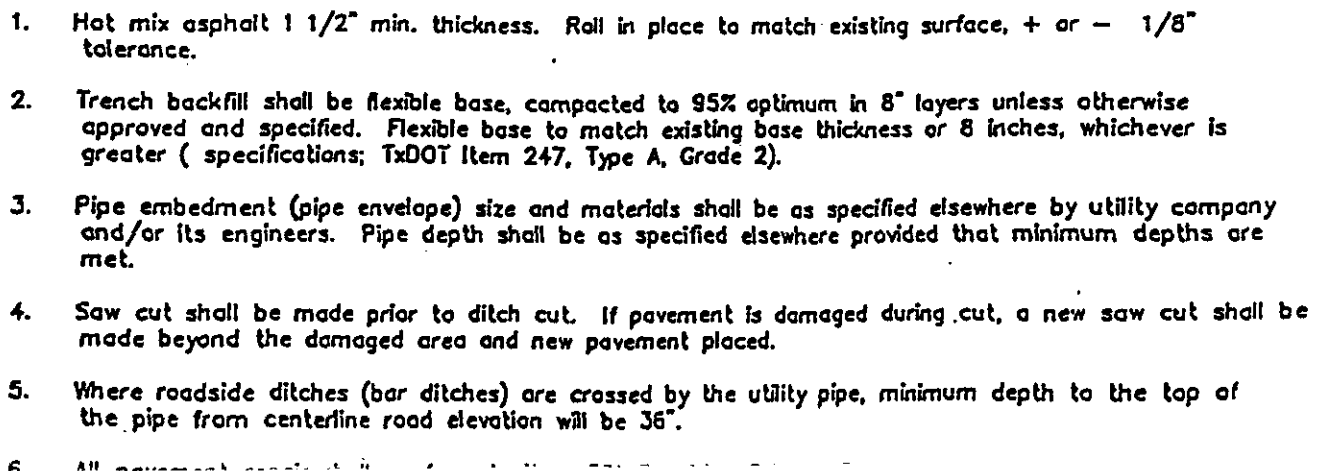 1. Hot mix asphalt 1 1/2" min. thickness. Roll in place to match existing surface, + or - 1/8"
tolerance.
2. Trench backfill shall be flexible base, compacted to 95% optimum in 8" layers unless otherwise
approved and specified. Flexible base to match existing base thickness or 8 inches, whichever is
greater ( specifications; TxDOT Item 247, Type A, Grade 2).
3. Pipe embedment (pipe envelope) size and materials shall be as specified elsewhere by utility company
and/or its engineers. Pipe depth shall be as specified elsewhere provided that minimum depths are
met.
4. Saw cut shall be made prior to ditch cut. If pavement is damaged during cut, a new saw cut shall be
made beyond the damaged area and new pavement placed.
5. Where roadside ditches (bar ditches) are crossed by the utility pipe, minimum depth to the top of
the pipe from centerline road elevation will be 36".
6. All pavement